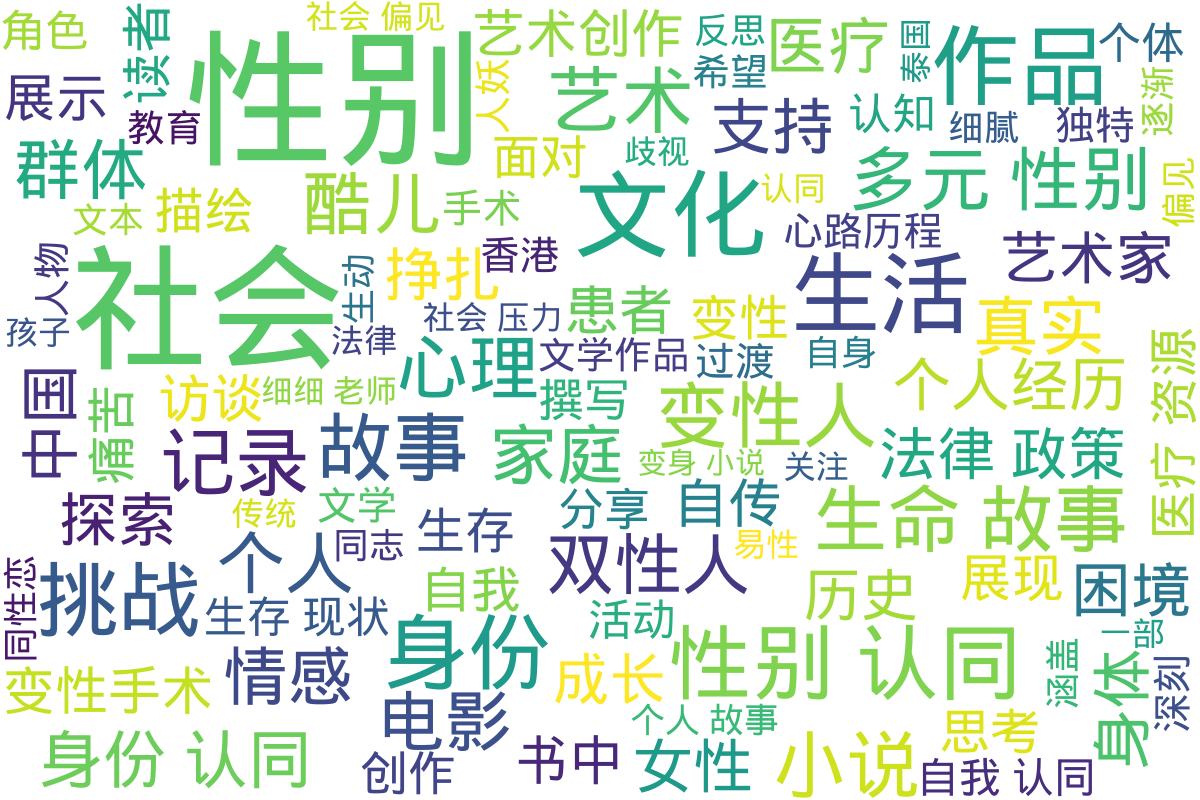 角色
读者
性别
社会 偏见
艺术创作
反思
医疗
泰国
作品
个体
展示
教育
人妖
艺术
希望
支持
认知
细腻
独特
逐渐
群体
面对
歧视
多元 性别
文本
描绘
酷儿
手术
文化
认同
偏见
心路历程
香港
艺术家
人物
社会
生动
挣扎
患者
变性
生活
真实
孩子
法律
社会 压力
心理
文学作品
过渡
自身
个人经历
医疗 资源
中国
痛苦
访谈
细细 老师
撰写
变性人
记录
故事
家庭
变身 小说
关注
法律 政策
探索
传统
文学
分享
自传
生命 故事
同性恋
挑战
个人
同志
生存
双性人
易性
生存 现状
自我
活动
历史
展现
困境
变性手术
情感
身份
成长
性别 认同
涵盖
一部
身体
深刻
电影
个人 故事
思考
身份 认同
创作
书中
女性
小说
自我 认同